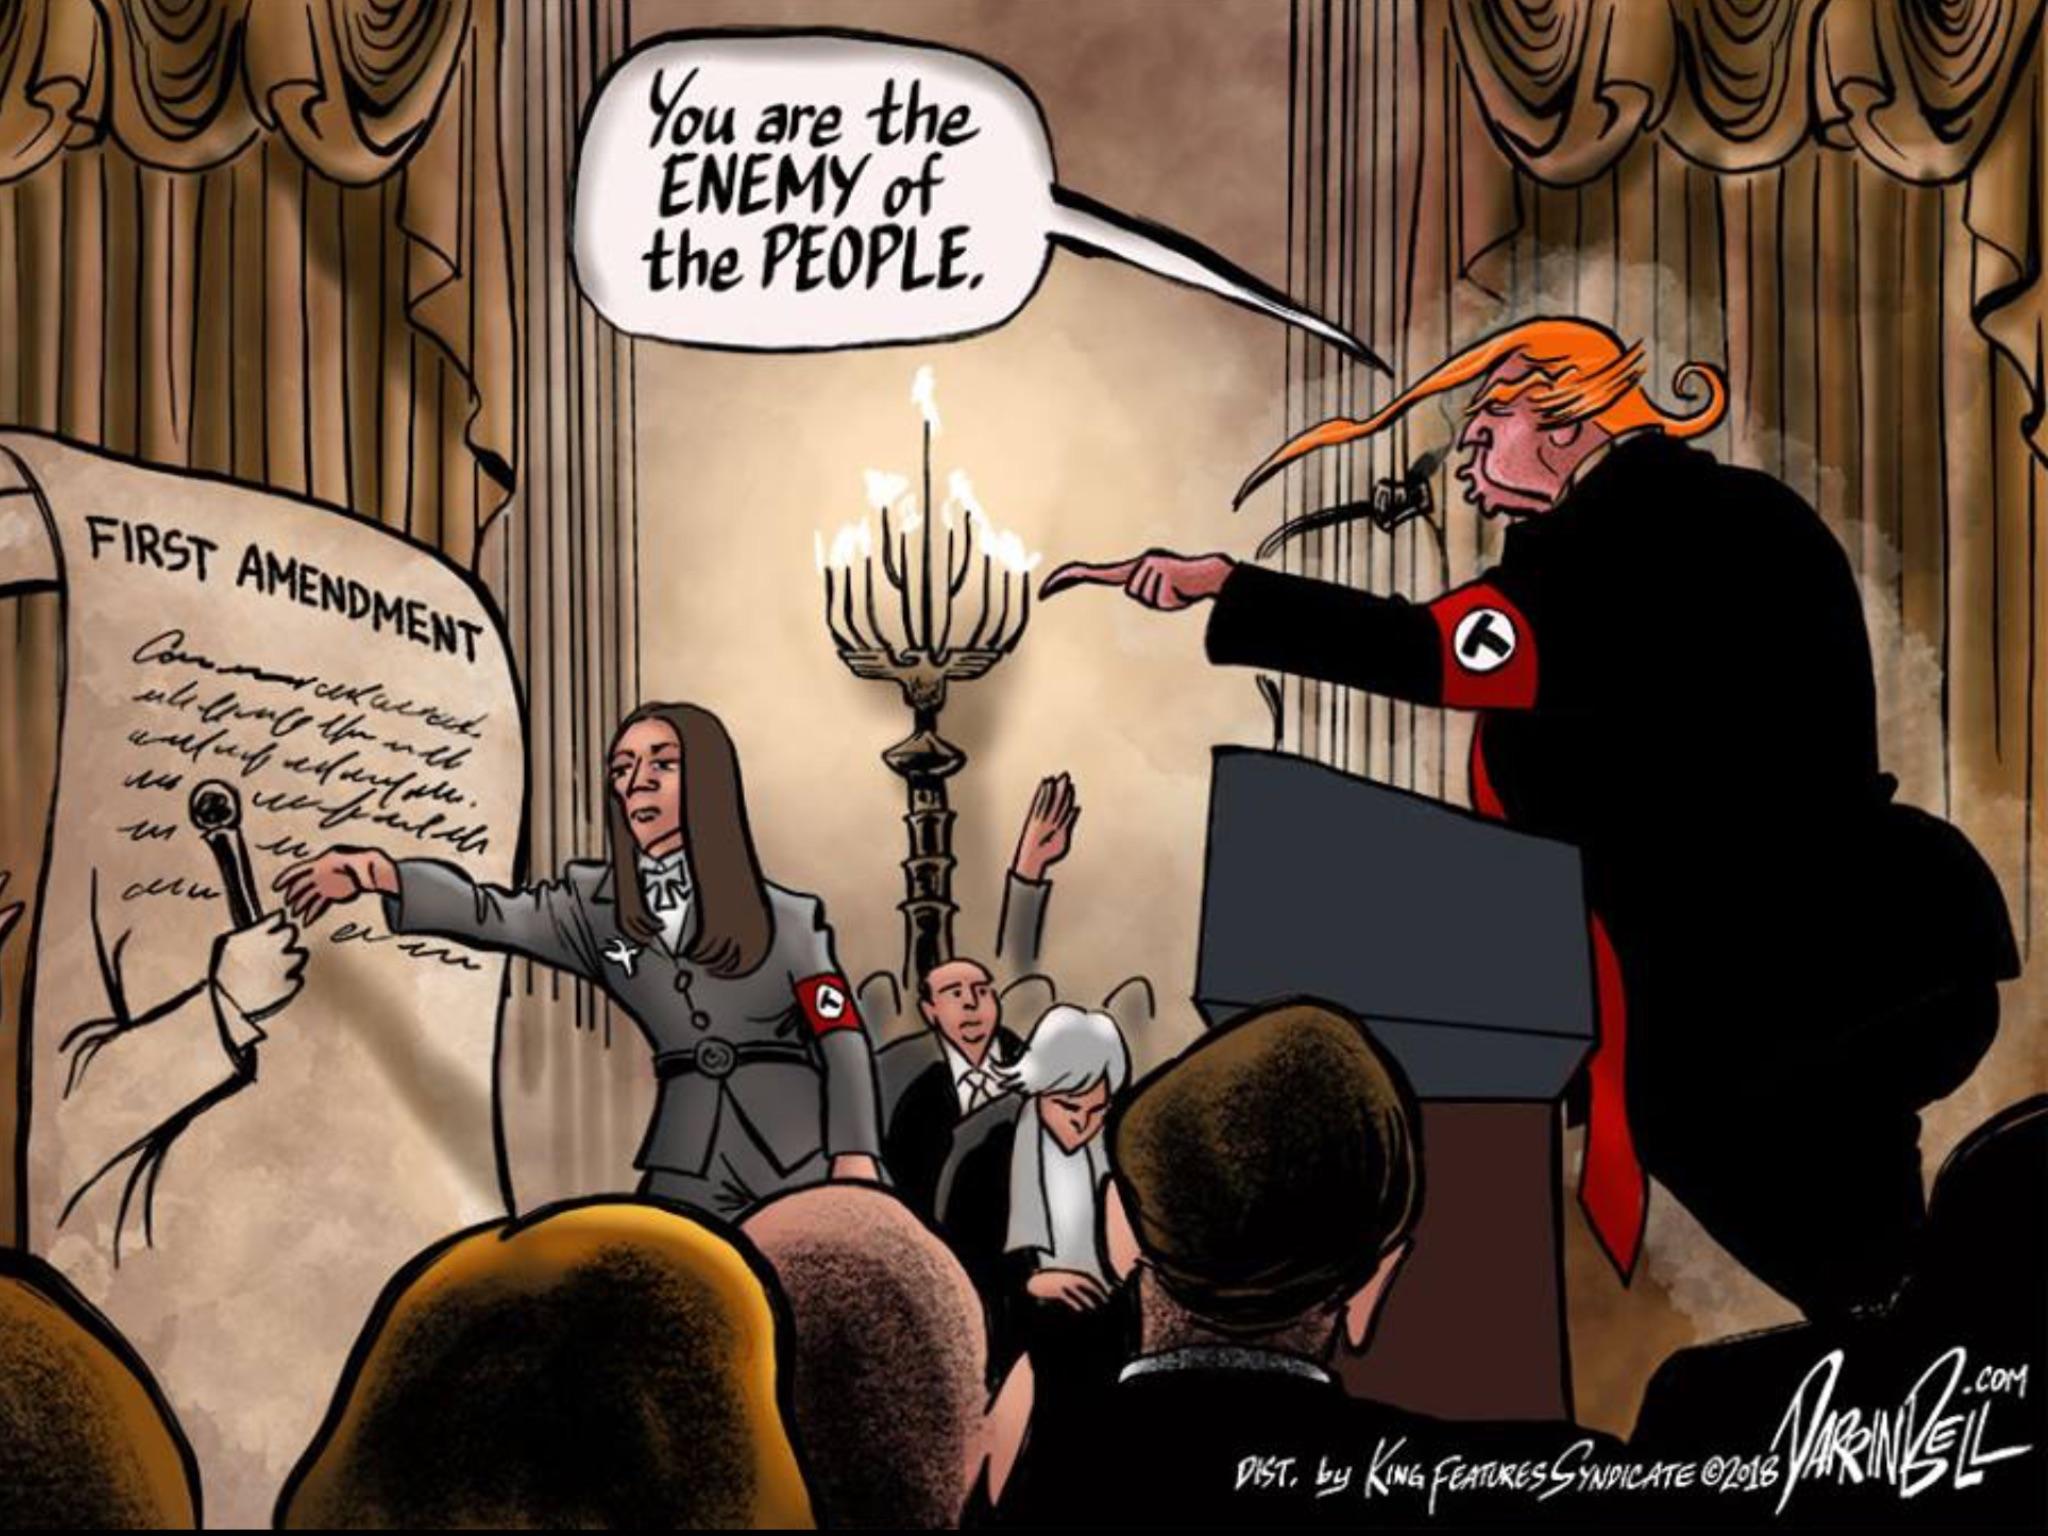 You are the
ENEMY of
the PEOPLE.
FIRST AMENDMENT
T
T
DIST. by KING FEATURES SYNDICATE ©2018
DARRINBELL.COM